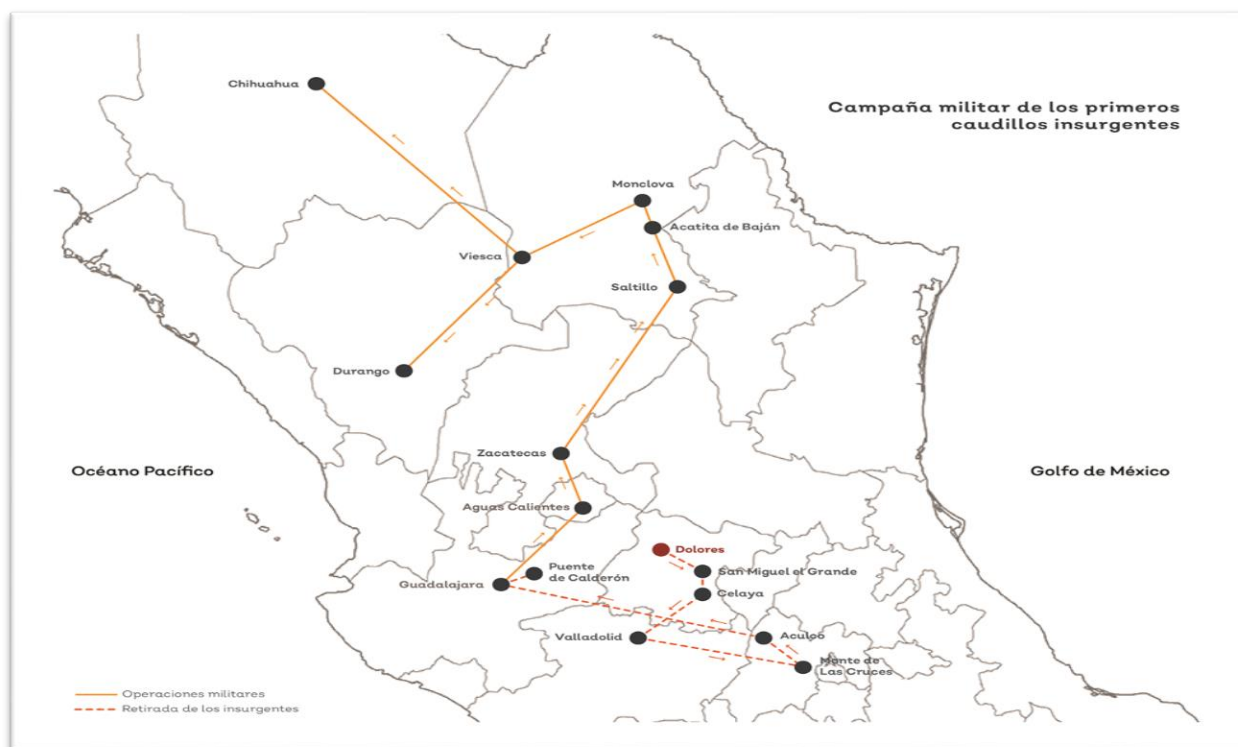 Chihuahua
Campaña militar de los primeros
caudillos insurgentes
Monclova
Acatita de Baján
Viesca
Saltillo
Durango
Zacatecas
Océano Pacífico
Golfo de México
Aguas Calientes
Dolores
Puente
de Calderón
San Miguel el Grande
Guadalajara
Celaya
Valladolid
Aculco
Monte de
Las Cruces
Operaciones militares
Retirada de los insurgentes